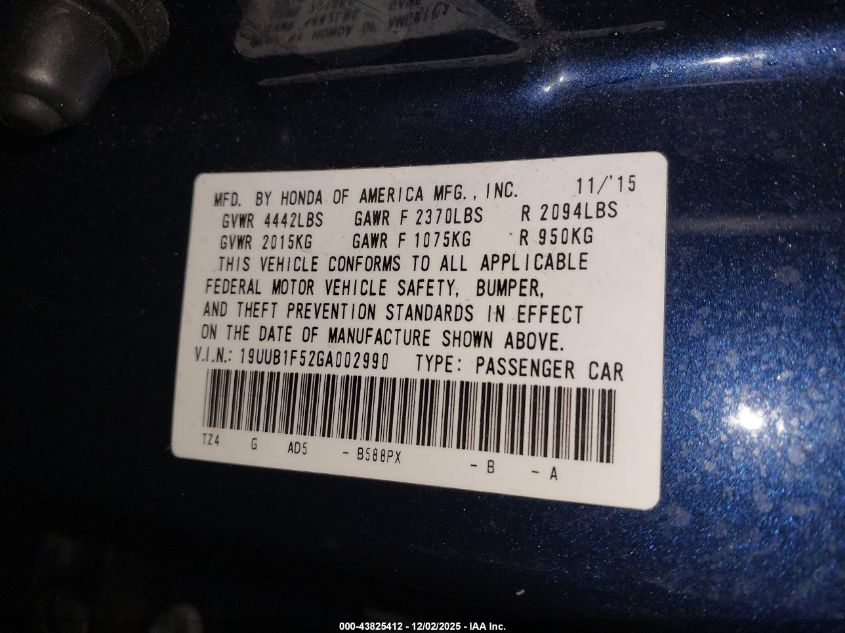 MFD. BY HONDA OF AMERICA MFG., INC. 11/'15
GVWR 4442LBS GAWR F 2370LBS R 2094LBS
GVWR 2015KG GAWR F 1075KG R 950KG
THIS VEHICLE CONFORMS TO ALL APPLICABLE
FEDERAL MOTOR VEHICLE SAFETY, BUMPER,
AND THEFT PREVENTION STANDARDS IN EFFECT
ON THE DATE OF MANUFACTURE SHOWN ABOVE.
V.I.N.: 19UUB1F52GA002990 TYPE: PASSENGER CAR
TZ4 G AD5 - B588PX - B - A
000-43825412 - 12/02/2025 - IAA Inc.